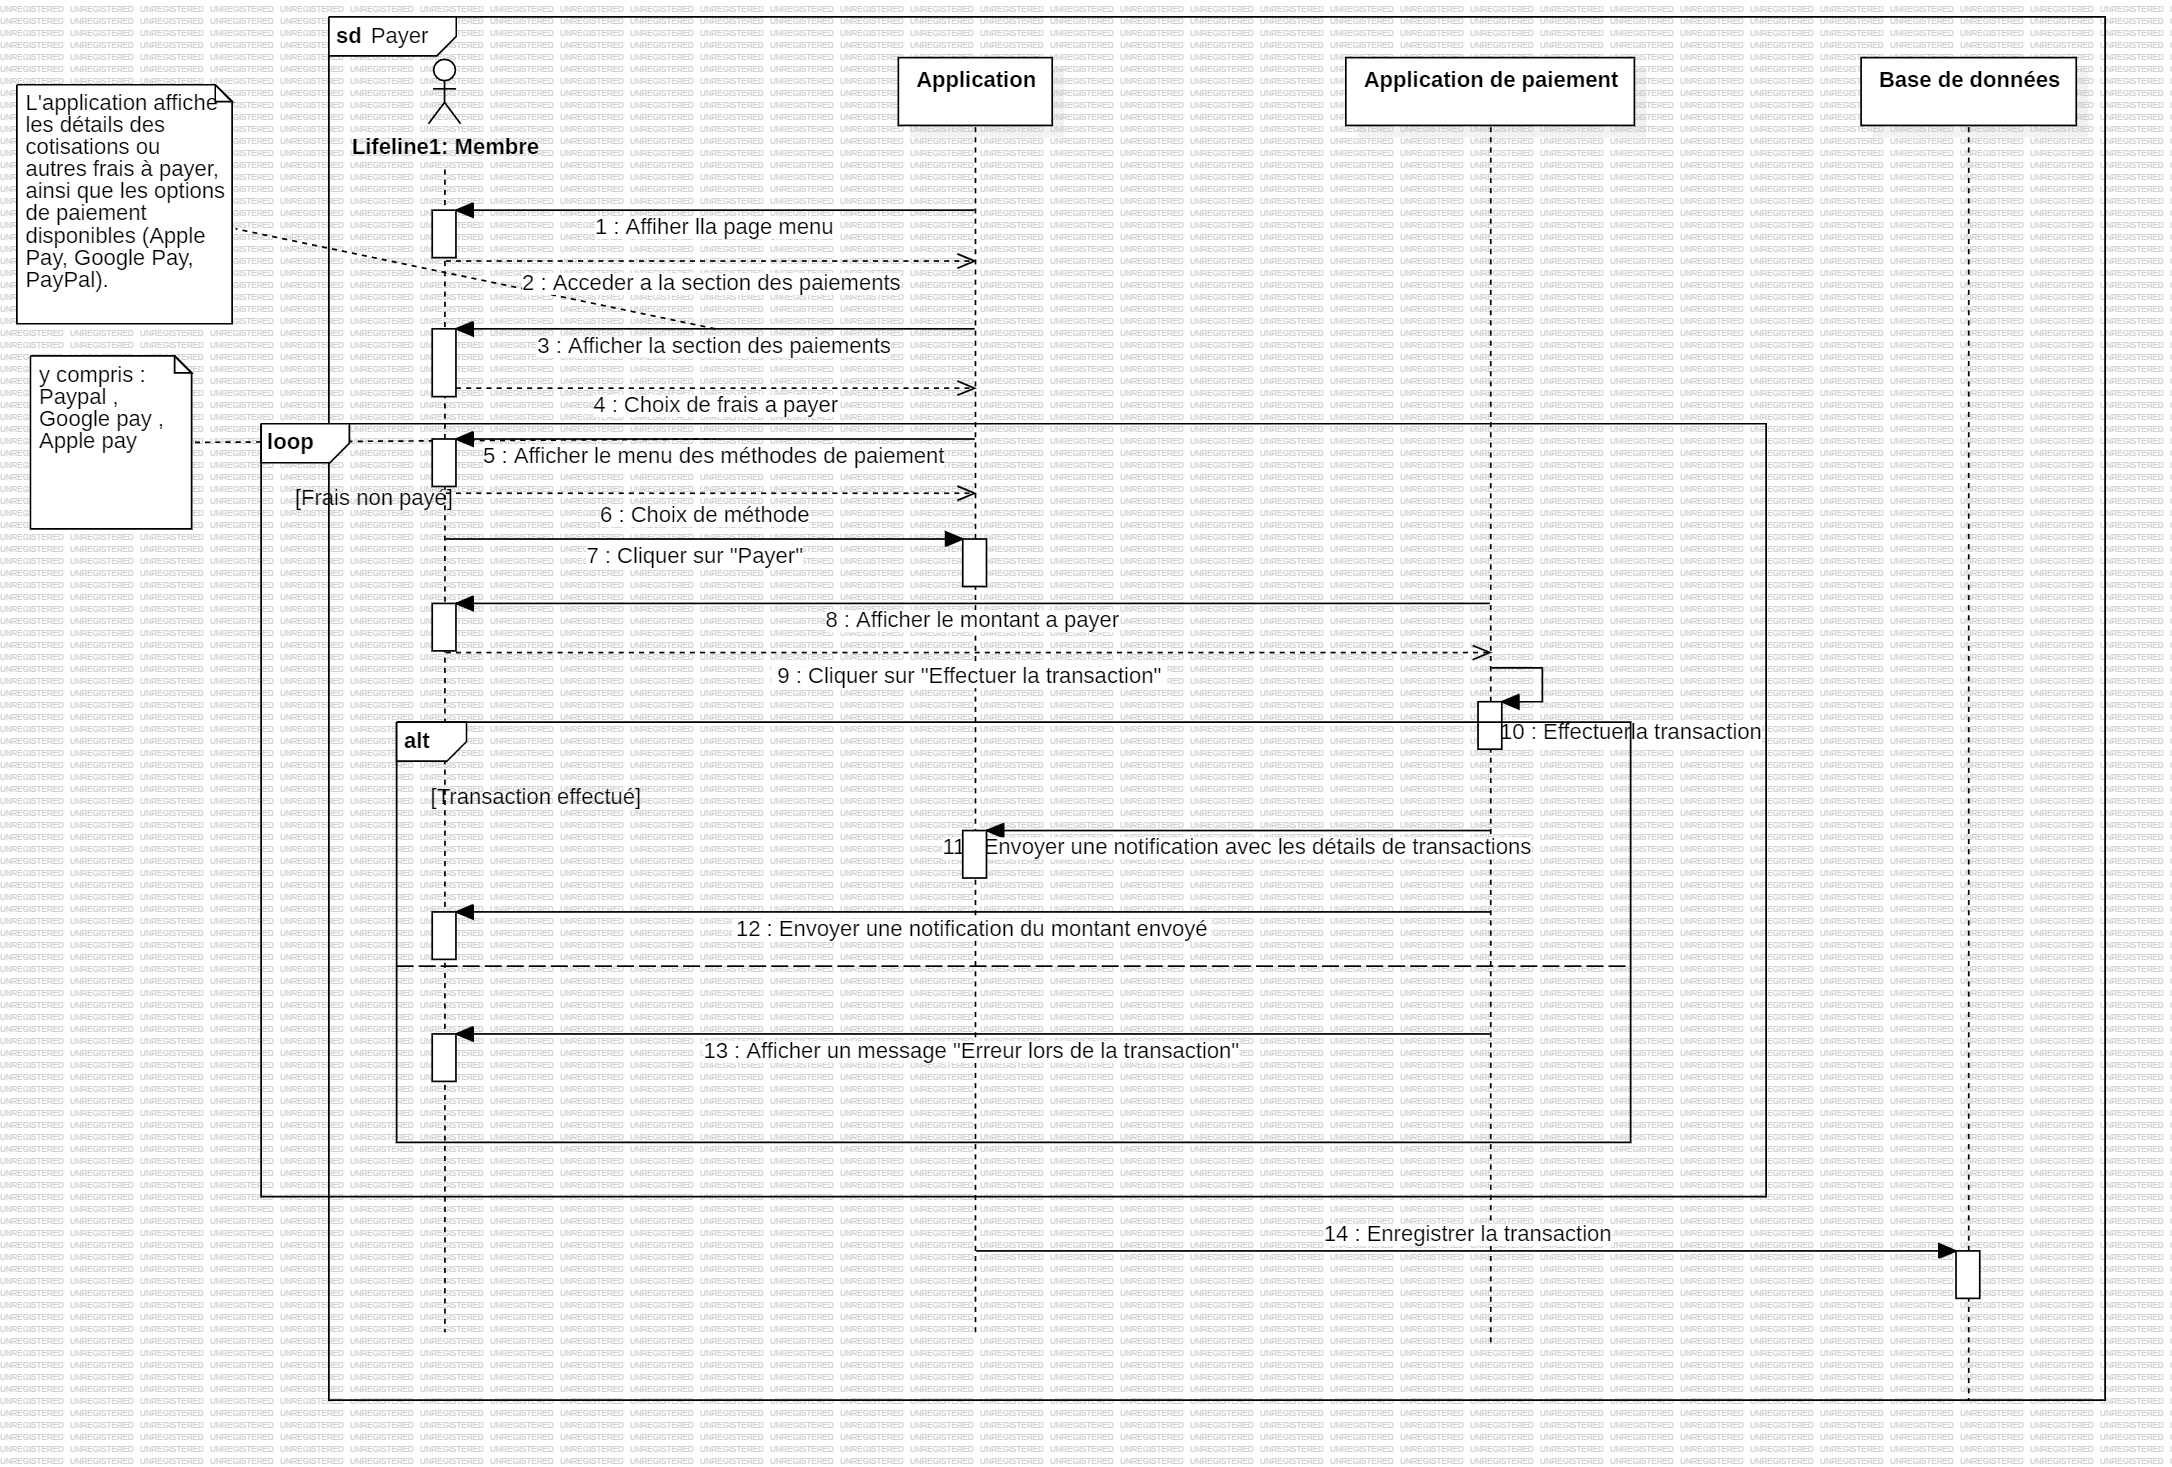 sd Payer
Application
Application de paiement
Base de données
L'application affiche
les détails des
cotisations ou
autres frais à payer,
ainsi que les options
de paiement
disponibles (Apple
Pay, Google Pay,
PayPal).
Lifeline1: Membre
1 : Affiher lla page menu
2 : Acceder a la section des paiements
3 : Afficher la section des paiements
y compris :
Paypal ,
Google pay ,
Apple pay
4 : Choix de frais a payer
loop
5 : Afficher le menu des méthodes de paiement
[Frais non payé]
6 : Choix de méthode
7 : Cliquer sur "Payer"
8 : Afficher le montant a payer
9 : Cliquer sur "Effectuer la transaction"
10 : Effectuer la transaction
alt
[Transaction effectué]
11 Envoyer une notification avec les détails de transactions
12 : Envoyer une notification du montant envoyé
13 : Afficher un message "Erreur lors de la transaction"
14 : Enregistrer la transaction
UNREGISTERED